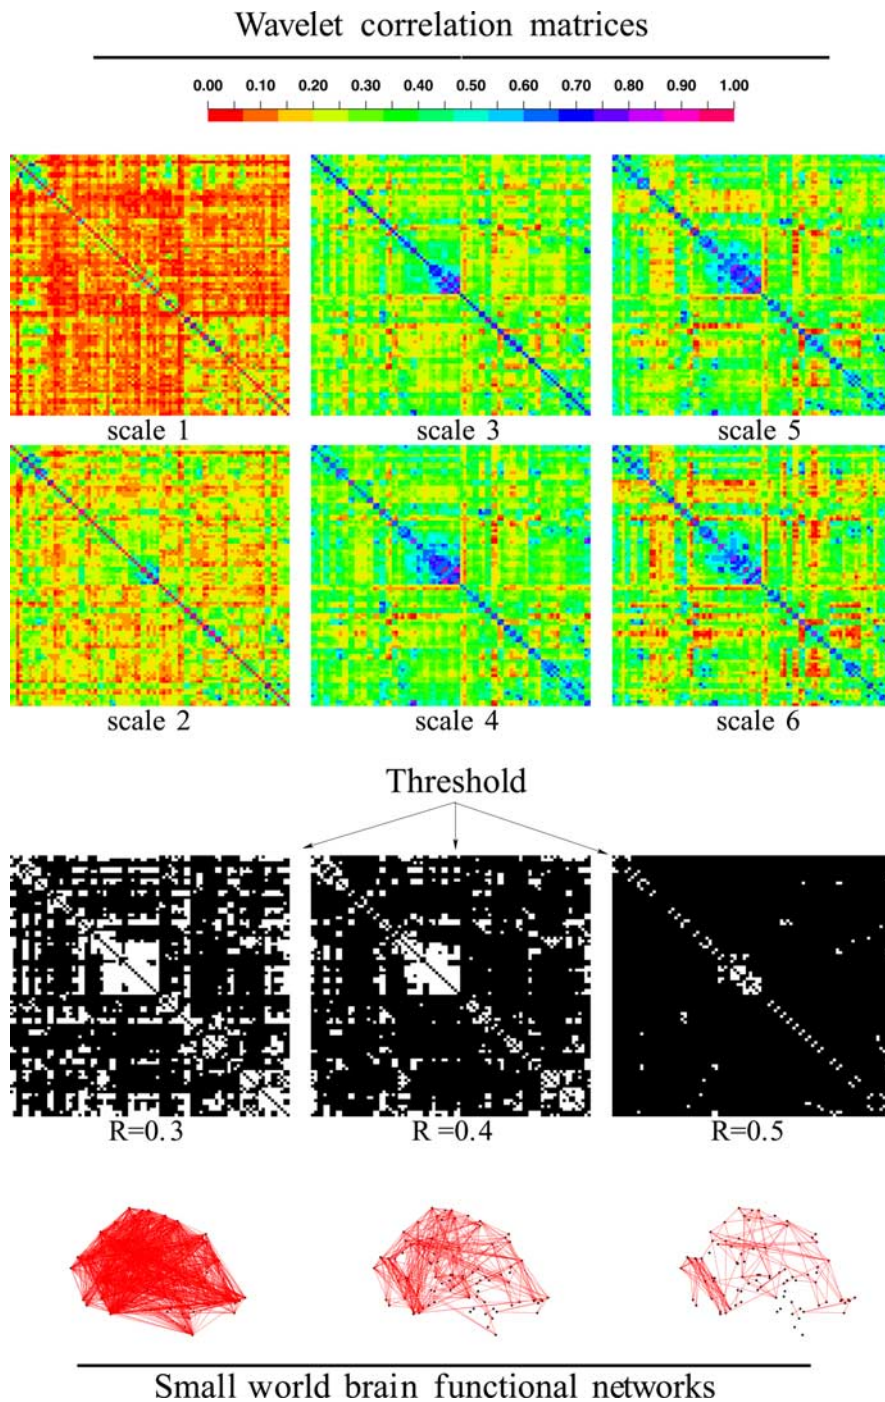 Wavelet correlation matrices
0.00 0.10 0.20 0.30 0.40 0.50 0.60 0.70 0.80 0.90 1.00
scale 1 scale 3 scale 5
scale 2 scale 4 scale 6
Threshold
R=0.3 R =0.4 R=0.5
Small world brain functional networks